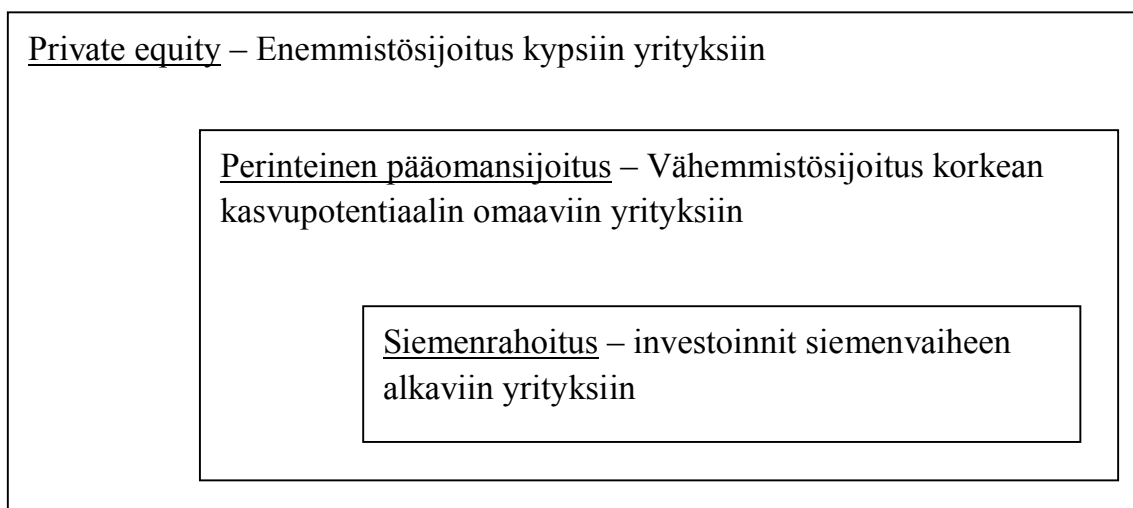 Private equity – Enemmistösijoitus kypsiin yrityksiin
Perinteinen pääomansijoitus – Vähemmistösijoitus korkean
kasvupotentiaalin omaaviin yrityksiin
Siemenrahoitus – investoinnit siemenvaiheen
alkaviin yrityksiin